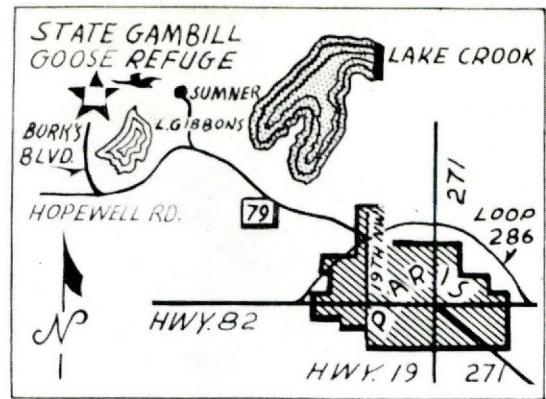 STATE GAMBILL
GOOSE REFUGE
LAKE CROOK
SUMNER
L. GIBBONS
BURK'S
BLVD.
HOPEWELL RD.
79
271
LOOP
286
19TH NW
PARIS
HWY. 82
N
HWY. 19
271